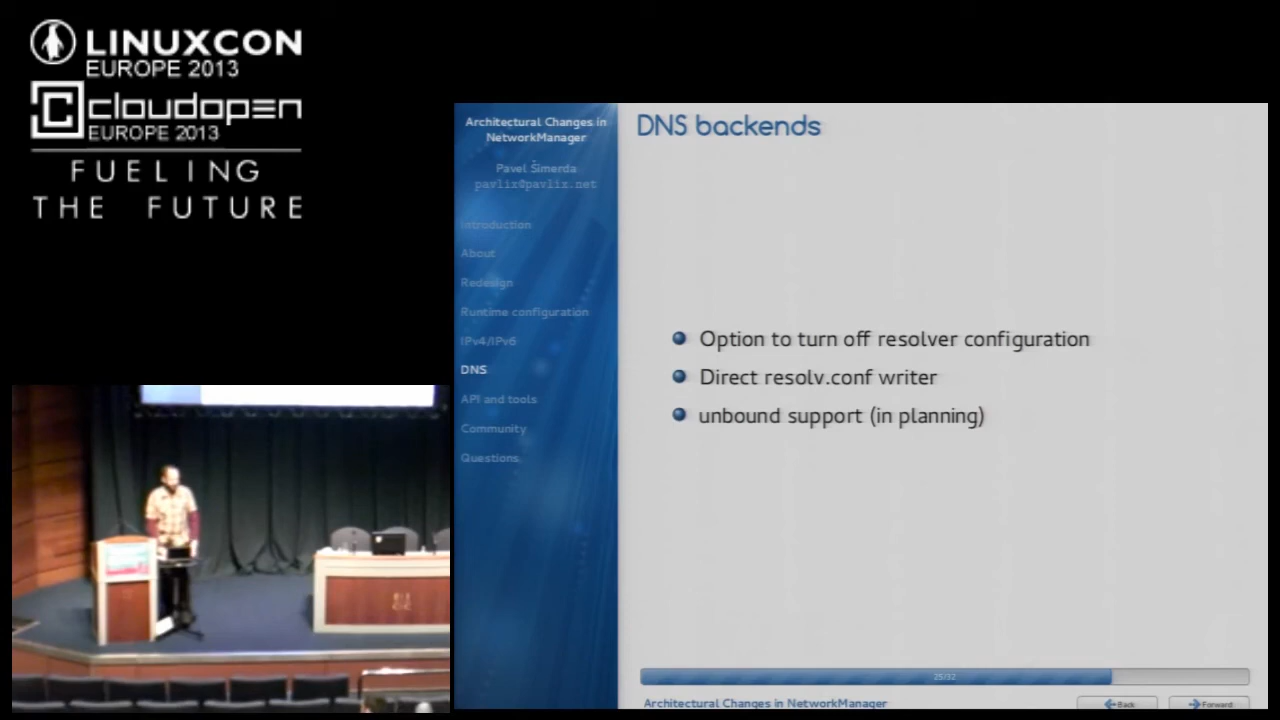 LINUXCON
EUROPE 2013
cloudopen
EUROPE 2013
FUELING
THE FUTURE
Architectural Changes in
NetworkManager
Pavel Šimerda
pavlix@pavlix.net
Introduction
About
Redesign
Runtime configuration
IPv4/IPv6
DNS
API and tools
Community
Questions
DNS backends
Option to turn off resolver configuration
Direct resolv.conf writer
unbound support (in planning)
25/32
Architectural Changes in NetworkManager
Back
Forward